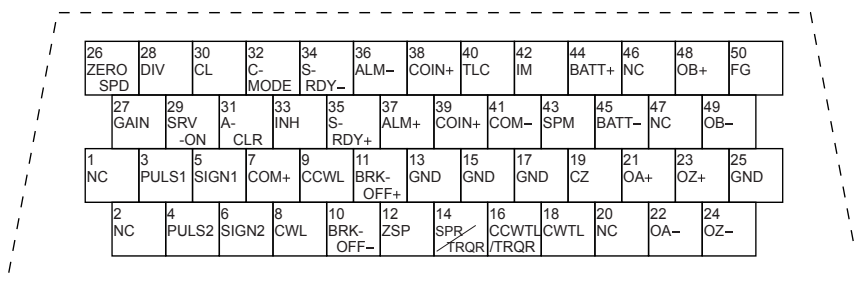 26 28 30 32 34 36 38 40 42 44 46 48 50
ZERO DIV CL C- S- ALM− COIN+ TLC IM BATT+ NC OB+ FG
SPD MODE RDY−
27 29 31 33 35 37 39 41 43 45 47 49
GAIN SRV A- INH S- ALM+ COIN+ COM− SPM BATT− NC OB−
-ON CLR RDY+
1 3 5 7 9 11 13 15 17 19 21 23 25
NC PULS1 SIGN1 COM+ CCWL BRK- GND GND GND CZ OA+ OZ+ GND
OFF+
2 4 6 8 10 12 14 16 18 20 22 24
NC PULS2 SIGN2 CWL BRK- ZSP SPR CCWTL CWTL NC OA− OZ−
OFF− /TRQR /TRQR